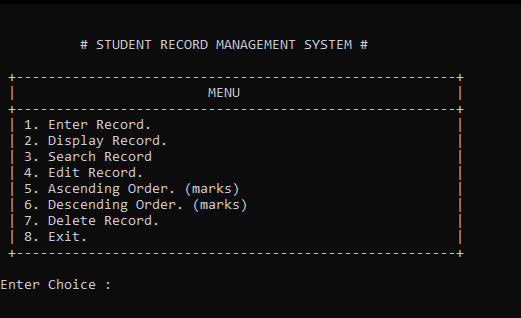 # STUDENT RECORD MANAGEMENT SYSTEM #
+-------------------------------------------------------+
| MENU |
+-------------------------------------------------------+
| 1. Enter Record. |
| 2. Display Record. |
| 3. Search Record |
| 4. Edit Record. |
| 5. Ascending Order. (marks) |
| 6. Descending Order. (marks) |
| 7. Delete Record. |
| 8. Exit. |
+-------------------------------------------------------+
Enter Choice :